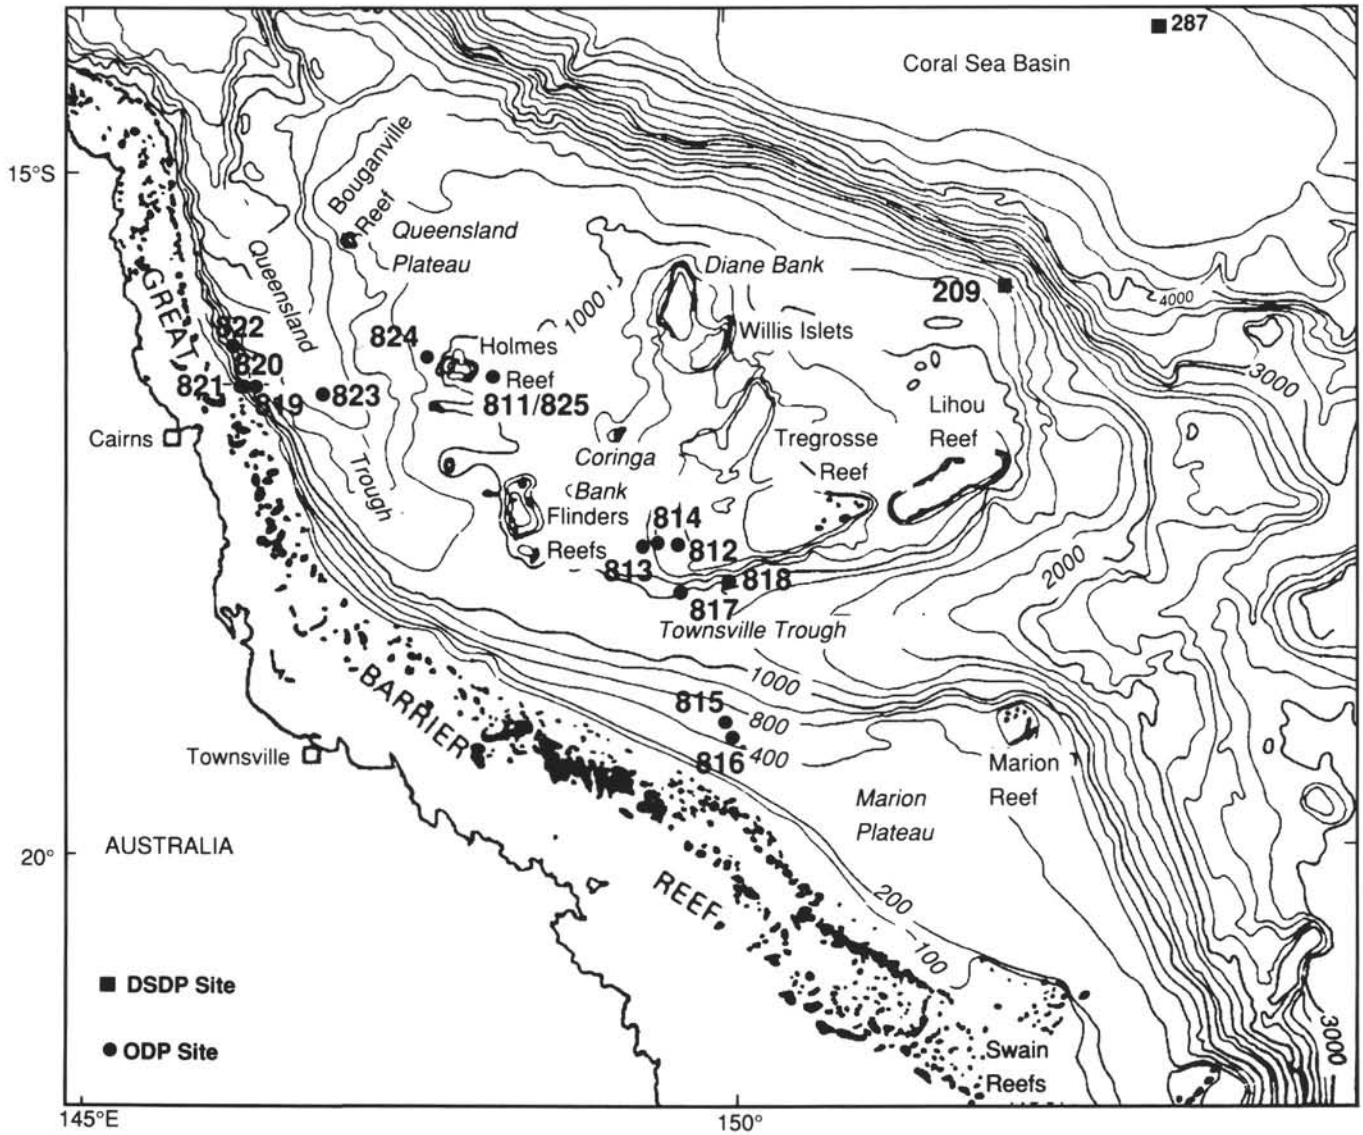 287
Coral Sea Basin
15°S
Bouganville
Reef
Queensland
Plateau
Queensland
Trough
Diane Bank
1000
209
4000
GREAT
822
824
Holmes
Reef
Willis Islets
820
821
819
823
811/825
3000
Cairns
Lihou
Reef
Tregrosse
Reef
Coringa
Bank
Flinders
Reefs
814
812
813
818
817
2000
Townsville Trough
1000
BARRIER
815
800
816
400
Townsville
Marion
Reef
Marion
Plateau
20°
AUSTRALIA
REEF
200
100
DSDP Site
ODP Site
Swain
Reefs
3000
145°E
150°